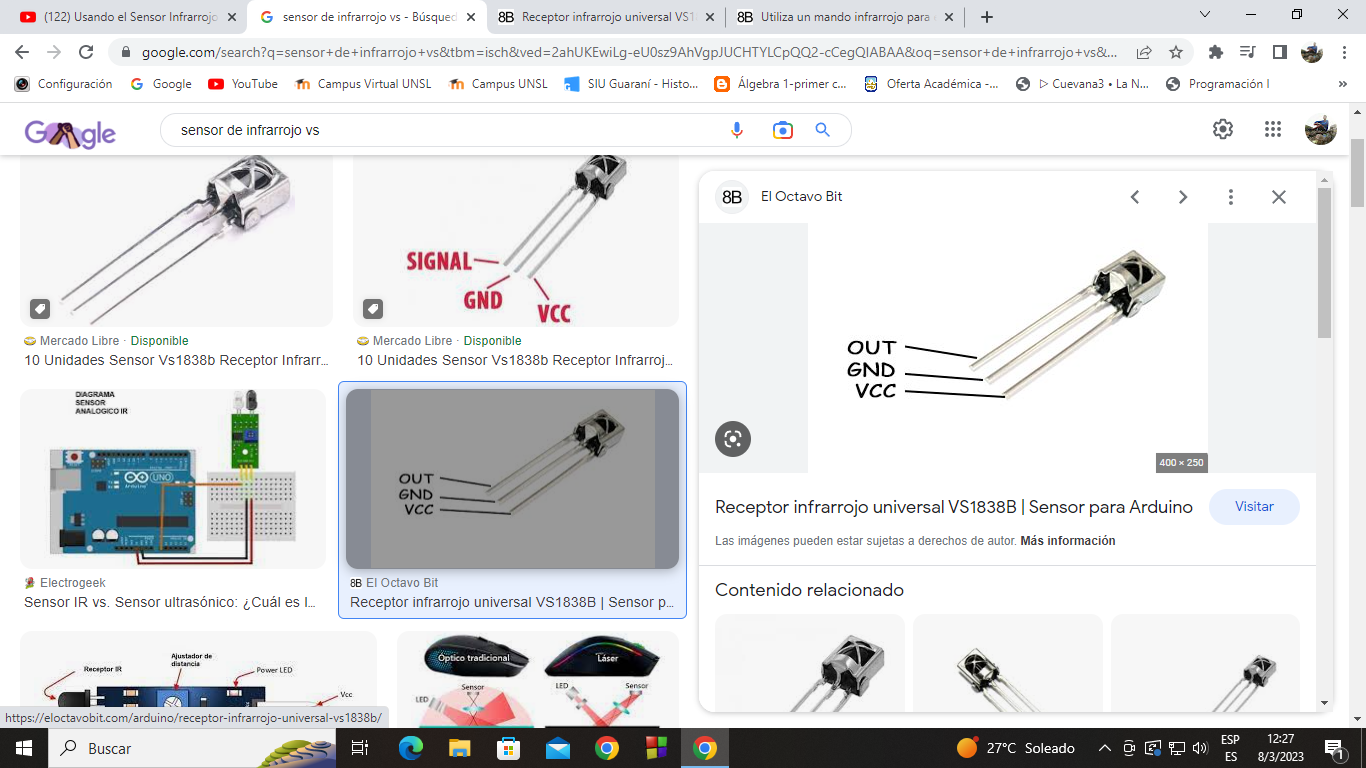 (122) Usando el Sensor Infrarrojo
sensor de infrarrojo vs - Búsqued
8B Receptor infrarrojo universal VS1
8B Utiliza un mando infrarrojo para
google.com/search?q=sensor+de+infrarrojo+vs&tbm=isch&ved=2ahUKEwiLg-eU0sz9AhVgpJUCHTYLCpQQ2-cCegQIABAA&oq=sensor+de+infrarrojo+vs&...
Configuración
Google
YouTube
Campus Virtual UNSL
Campus UNSL
SIU Guaraní - Histo...
Álgebra 1-primer c...
Oferta Académica -...
▷ Cuevana3 • La N...
Programación I
»
Google
sensor de infrarrojo vs
SIGNAL
GND
VCC
Mercado Libre · Disponible
10 Unidades Sensor Vs1838b Receptor Infrarr...
Mercado Libre · Disponible
10 Unidades Sensor Vs1838b Receptor Infrarroj...
DIAGRAMA
SENSOR
ANALOGICO IR
UNO
Electrogeek
Sensor IR vs. Sensor ultrasónico: ¿Cuál es l...
OUT
GND
VCC
8B El Octavo Bit
Receptor infrarrojo universal VS1838B | Sensor p...
Receptor IR
Ajustador de
distancia
Power LED
Vcc
Óptico tradicional
Láser
LED
Sensor
LED
Sensor
8B El Octavo Bit
OUT
GND
VCC
400 × 250
Receptor infrarrojo universal VS1838B | Sensor para Arduino
Visitar
Las imágenes pueden estar sujetas a derechos de autor. Más información
Contenido relacionado
https://eloctavobit.com/arduino/receptor-infrarrojo-universal-vs1838b/
Buscar
27°C Soleado
ESP
ES
12:27
8/3/2023
1